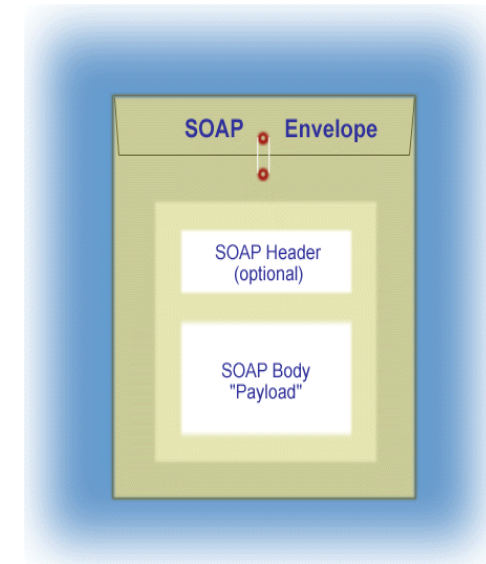 SOAP Envelope
SOAP Header
(optional)
SOAP Body
"Payload"